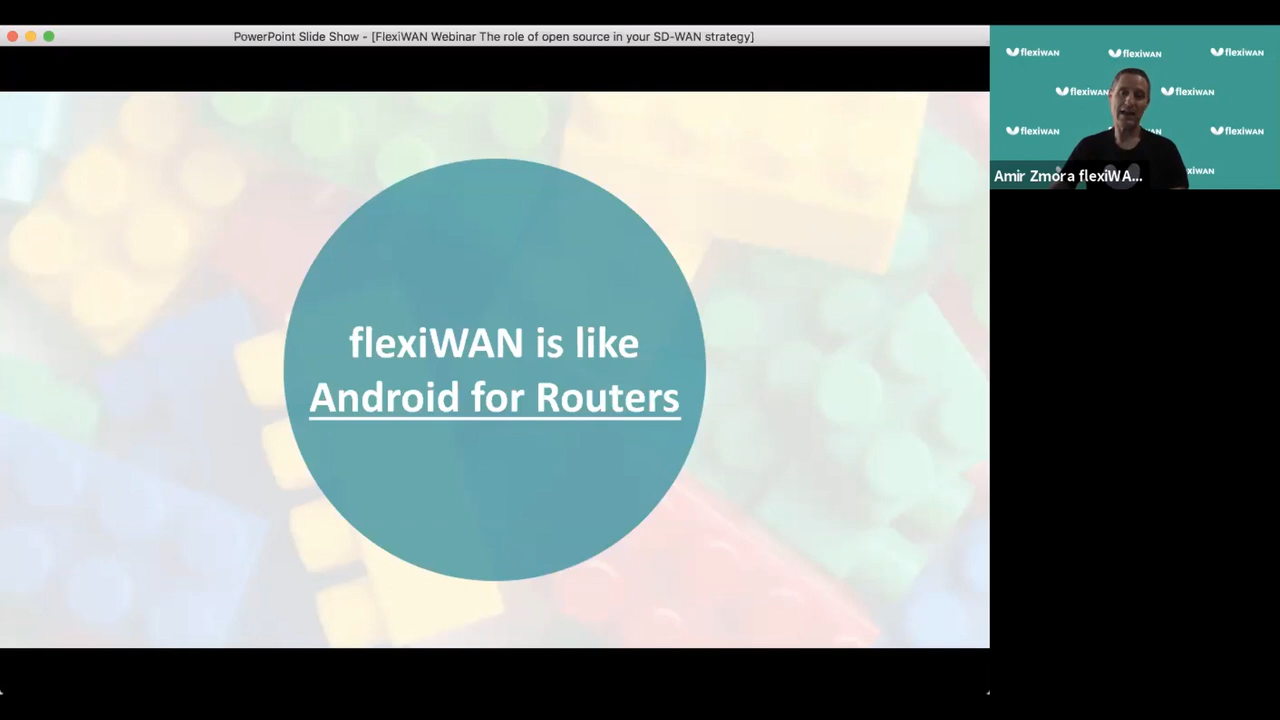 PowerPoint Slide Show - [FlexiWAN Webinar The role of open source in your SD-WAN strategy]
flexiWAN is like
Android for Routers
flexiWAN flexiWAN flexiWAN
flexiWAN flexiWAN
flexiWAN flexiWAN
xiWAN
Amir Zmora flexiWA...